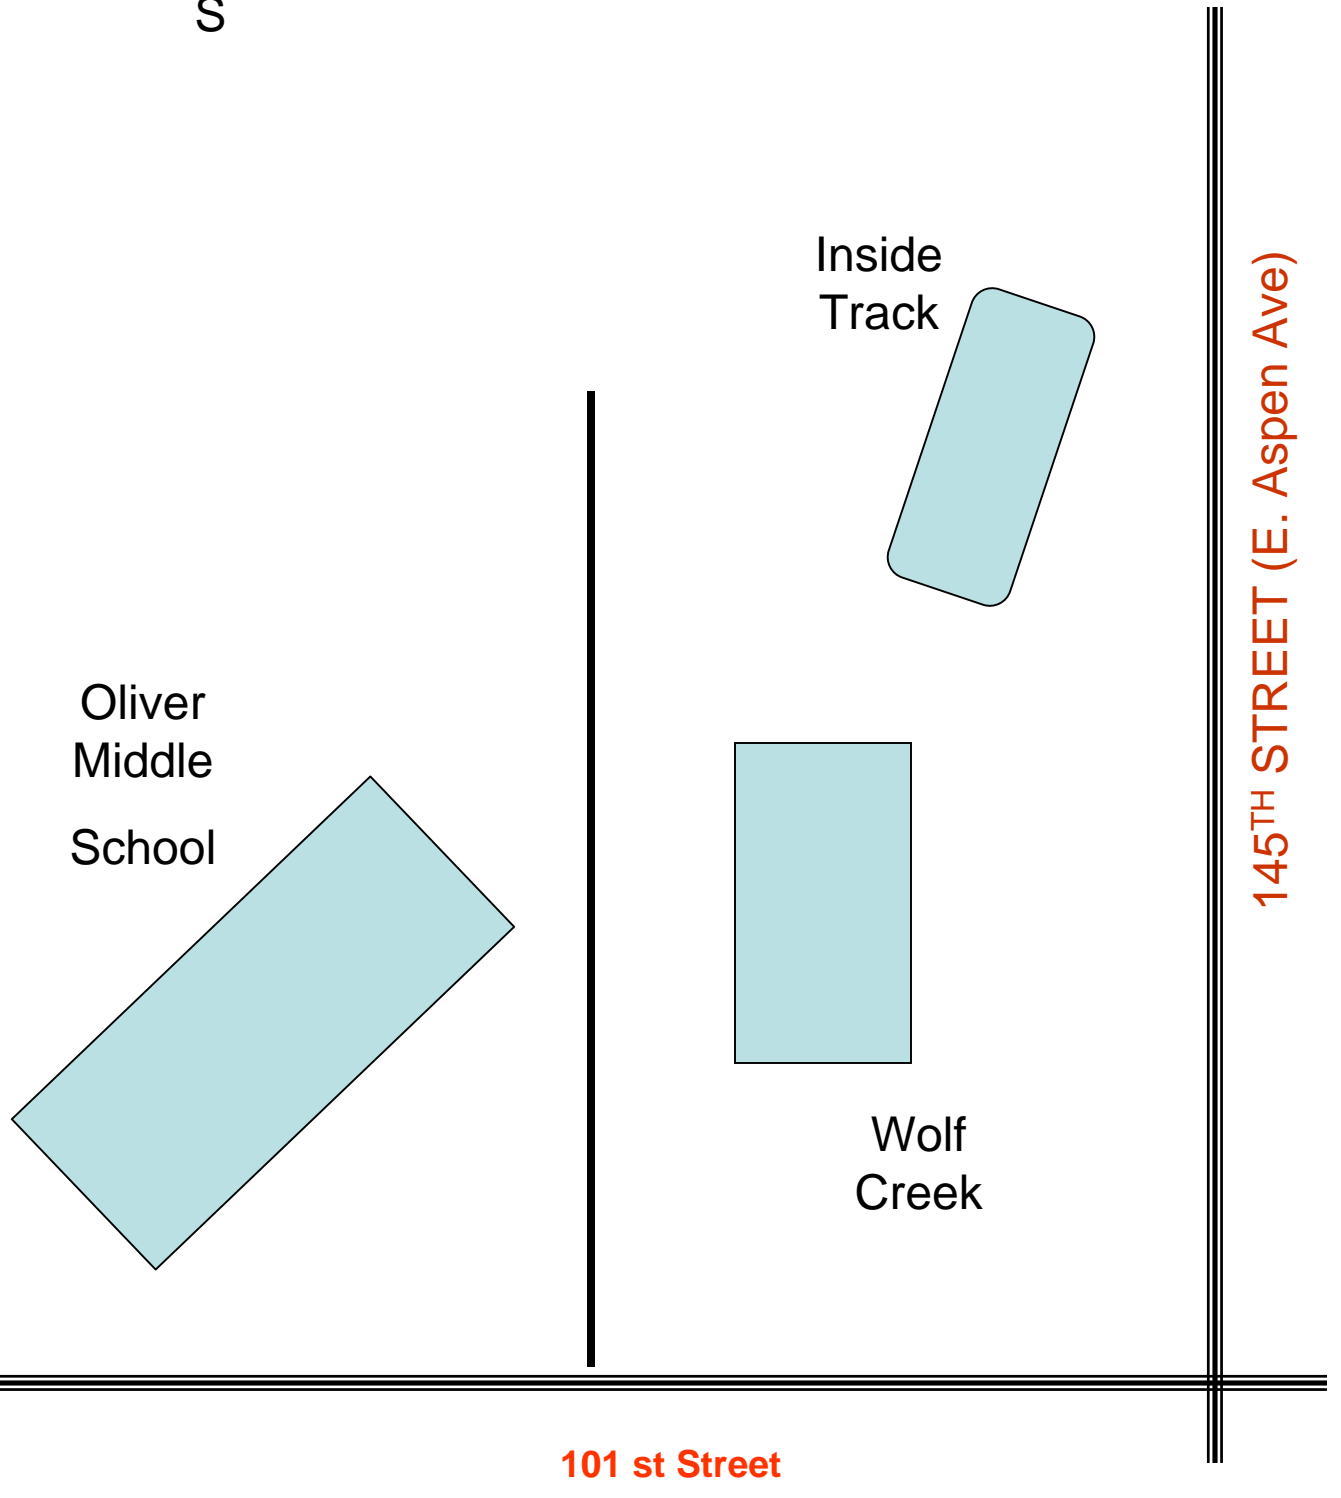 S
Inside
Track
145TH STREET (E. Aspen Ave)
Oliver
Middle
School
Wolf
Creek
101 st Street